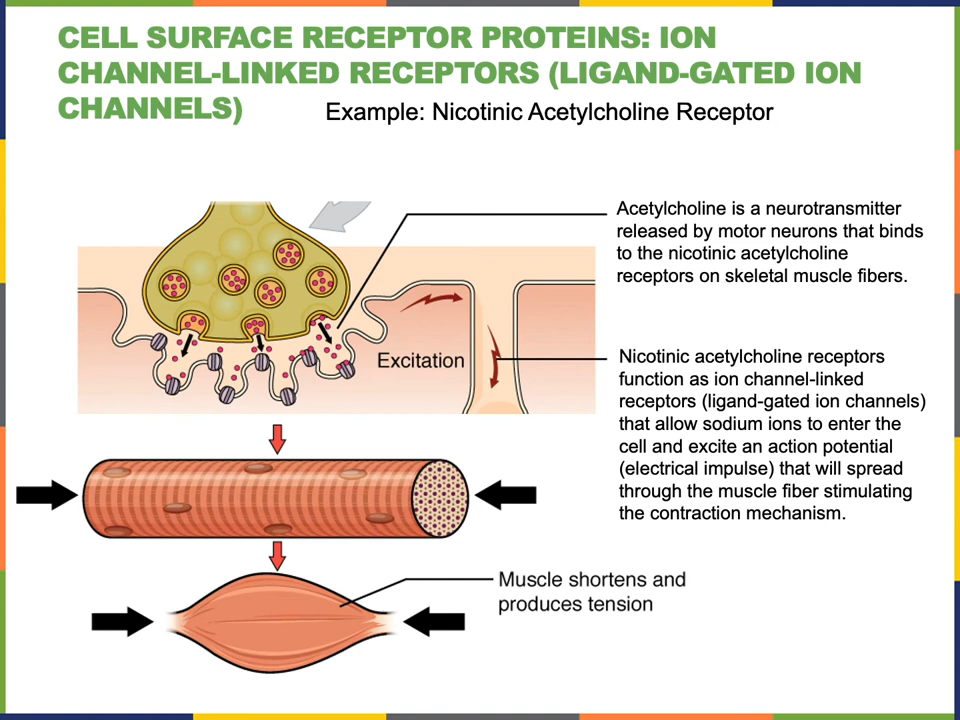 CELL SURFACE RECEPTOR PROTEINS: ION
CHANNEL-LINKED RECEPTORS (LIGAND-GATED ION
CHANNELS)
Example: Nicotinic Acetylcholine Receptor
Acetylcholine is a neurotransmitter
released by motor neurons that binds
to the nicotinic acetylcholine
receptors on skeletal muscle fibers.
Excitation
Nicotinic acetylcholine receptors
function as ion channel-linked
receptors (ligand-gated ion channels)
that allow sodium ions to enter the
cell and excite an action potential
(electrical impulse) that will spread
through the muscle fiber stimulating
the contraction mechanism.
Muscle shortens and
produces tension